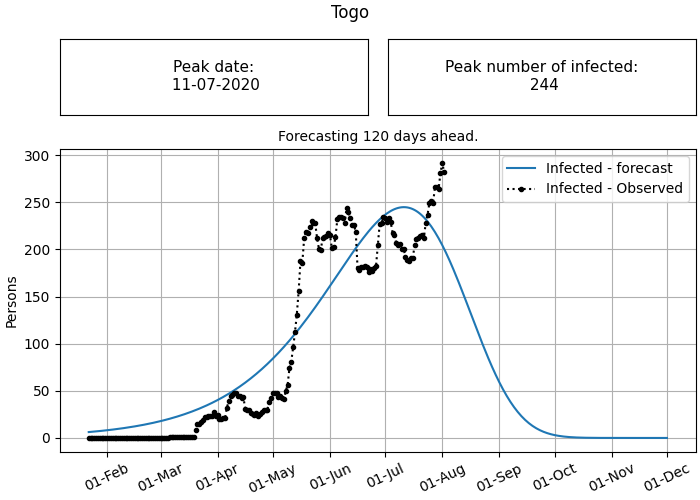 Togo
Peak date:
11-07-2020
Peak number of infected:
244
Forecasting 120 days ahead.
Infected - forecast
Infected - Observed
Persons
300
250
200
150
100
50
0
01-Feb
01-Mar
01-Apr
01-May
01-Jun
01-Jul
01-Aug
01-Sep
01-Oct
01-Nov
01-Dec